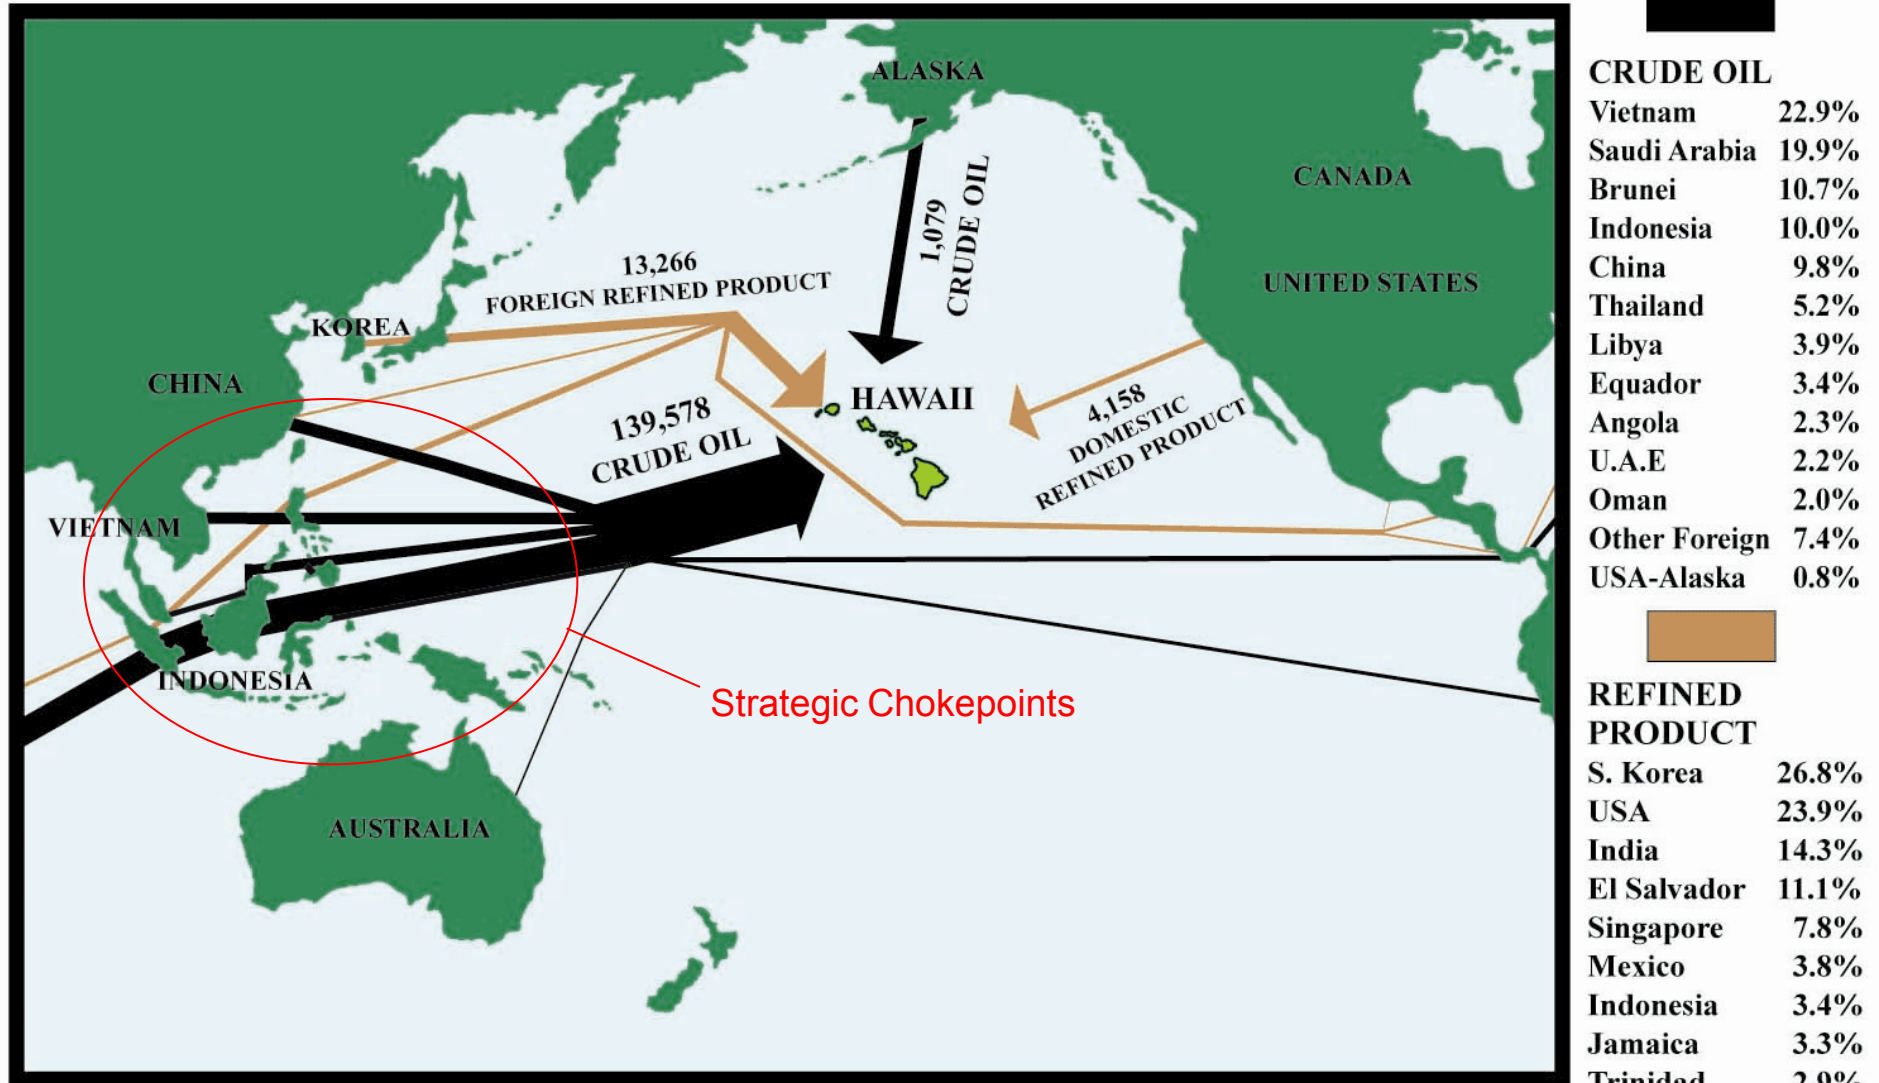 ALASKA
CANADA
1,079
CRUDE OIL
13,266
FOREIGN REFINED PRODUCT
UNITED STATES
KOREA
CHINA
HAWAII
139,578
CRUDE OIL
4,158
DOMESTIC
REFINED PRODUCT
VIETNAM
INDONESIA
Strategic Chokepoints
AUSTRALIA
CRUDE OIL
Vietnam 22.9%
Saudi Arabia 19.9%
Brunei 10.7%
Indonesia 10.0%
China 9.8%
Thailand 5.2%
Libya 3.9%
Equador 3.4%
Angola 2.3%
U.A.E 2.2%
Oman 2.0%
Other Foreign 7.4%
USA-Alaska 0.8%
REFINED
PRODUCT
S. Korea 26.8%
USA 23.9%
India 14.3%
El Salvador 11.1%
Singapore 7.8%
Mexico 3.8%
Indonesia 3.4%
Jamaica 3.3%
Trinidad 2.9%